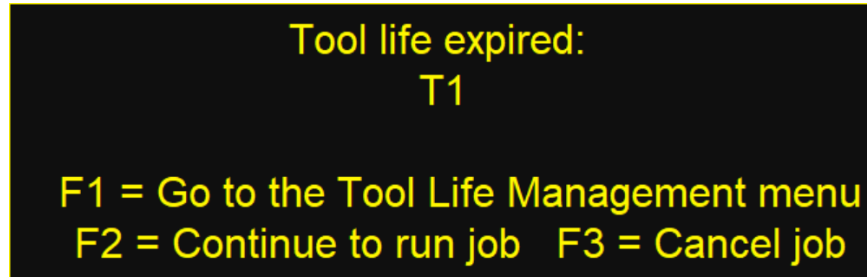 Tool life expired:
T1
F1 = Go to the Tool Life Management menu
F2 = Continue to run job F3 = Cancel job